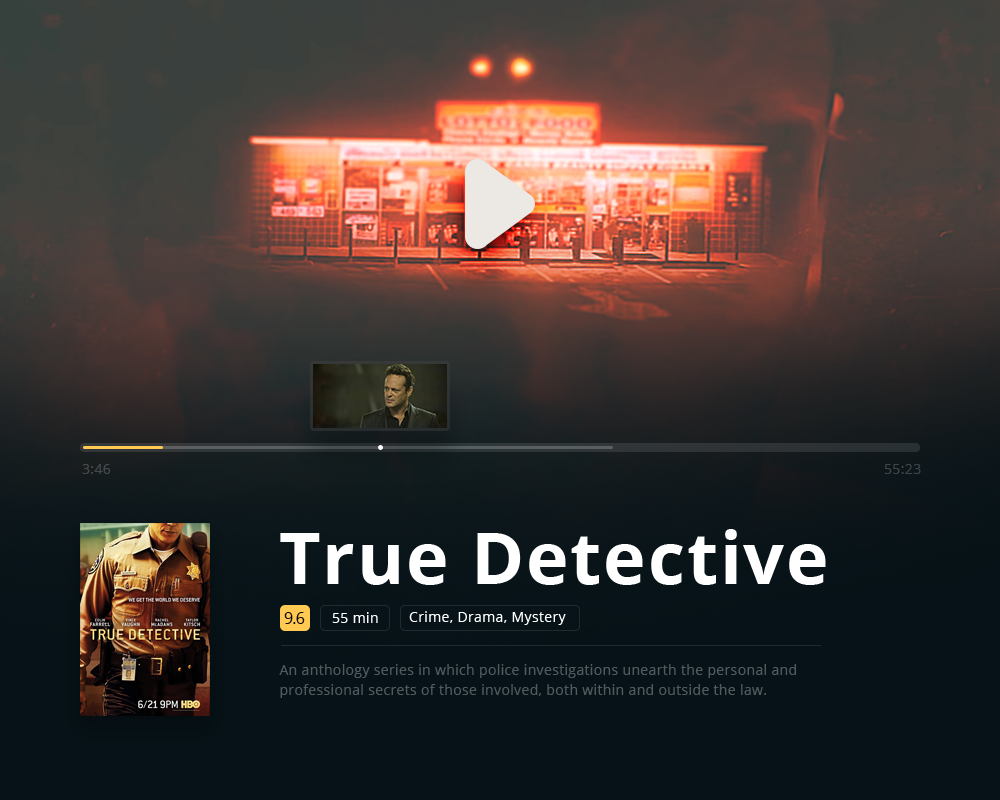 LOTTO FOOD
3:46
55:23
True Detective
9.6
55 min
Crime, Drama, Mystery
An anthology series in which police investigations unearth the personal and
professional secrets of those involved, both within and outside the law.
WE GET THE WORLD WE DESERVE
COLIN FARRELL
VINCE VAUGHN
RACHEL McADAMS
TAYLOR KITSCH
TRUE DETECTIVE
6/21 9PM HBO